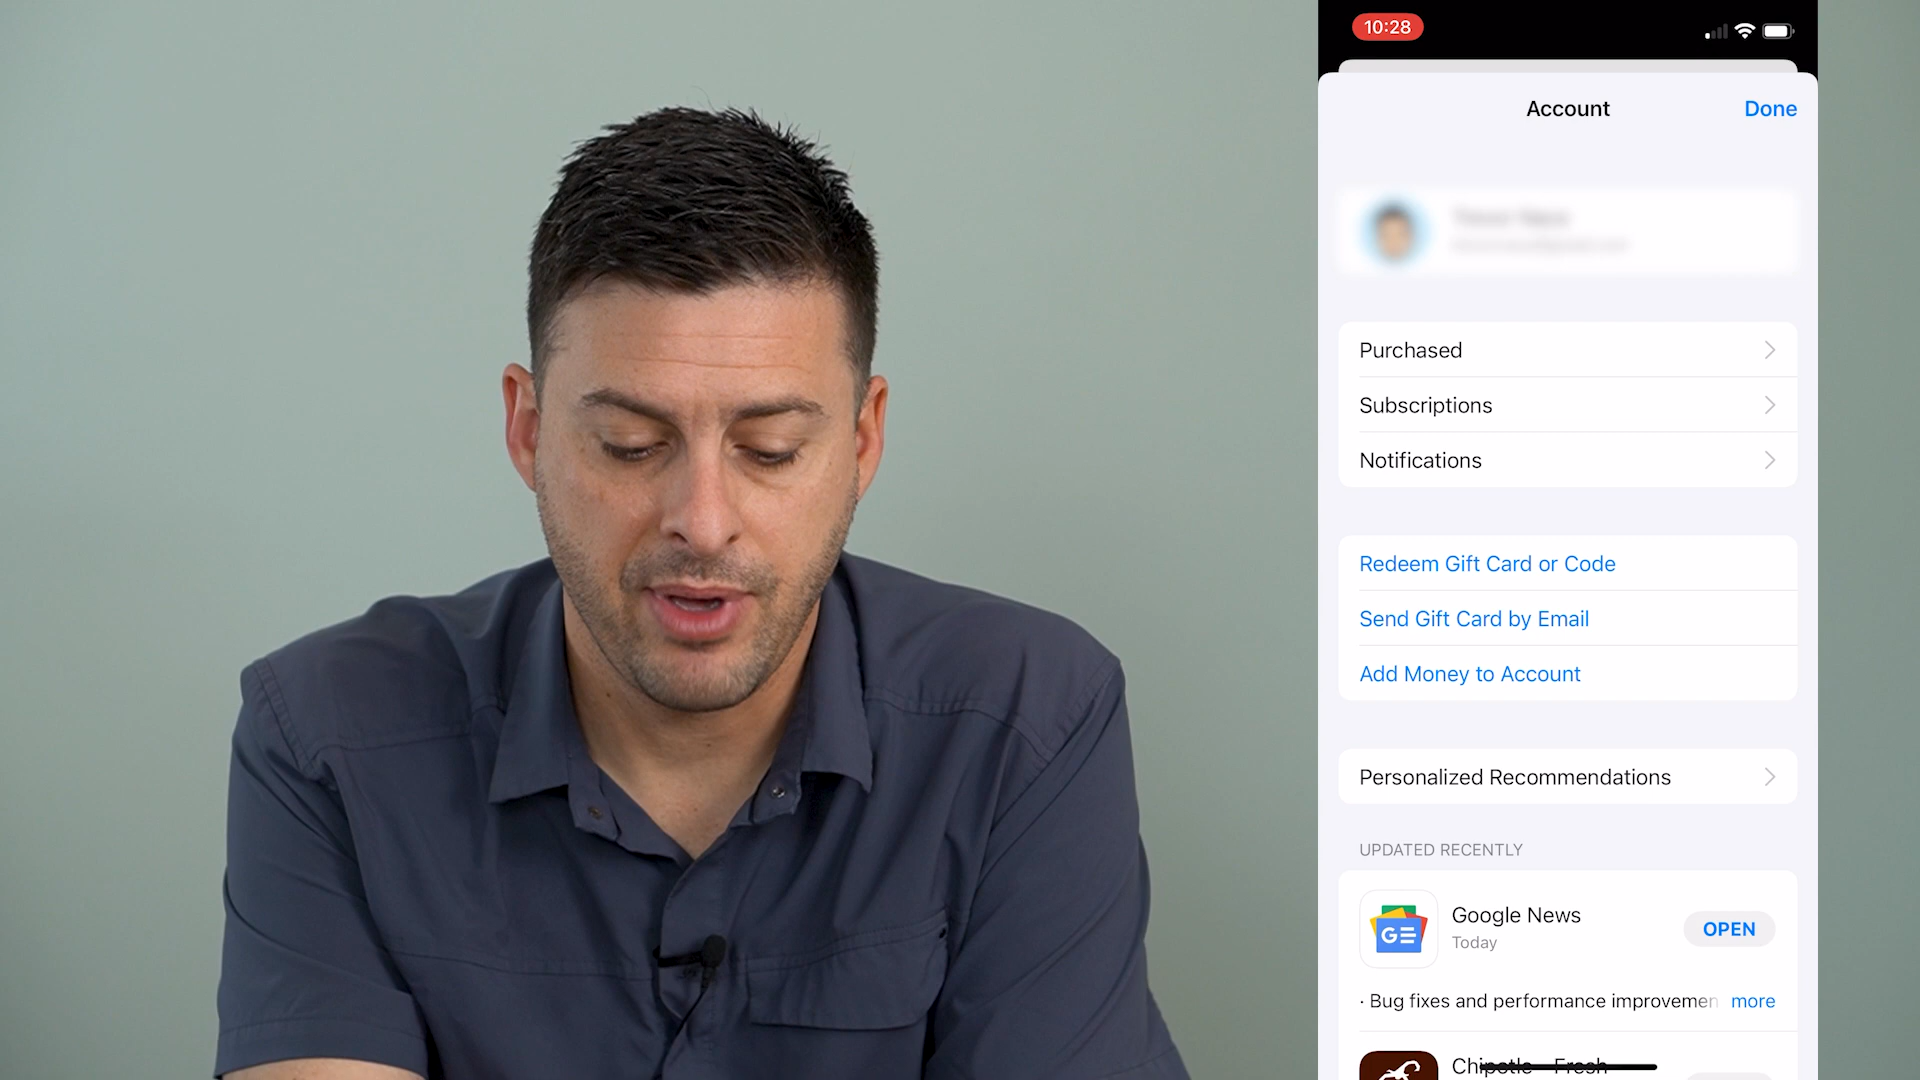 10:28
Account
Done
Purchased
Subscriptions
Notifications
Redeem Gift Card or Code
Send Gift Card by Email
Add Money to Account
Personalized Recommendations
UPDATED RECENTLY
Google News
OPEN
Today
· Bug fixes and performance improvemen more
Chipotle - Fresh